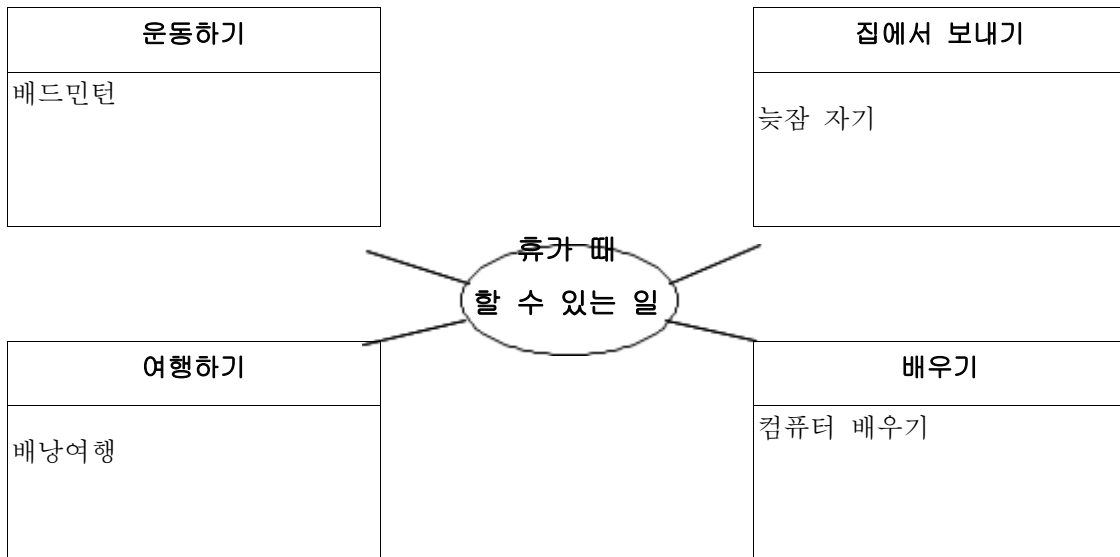 운동하기
배드민턴
집에서 보내기
늦잠 자기
휴가 때
할 수 있는 일
여행하기
배낭여행
배우기
컴퓨터 배우기